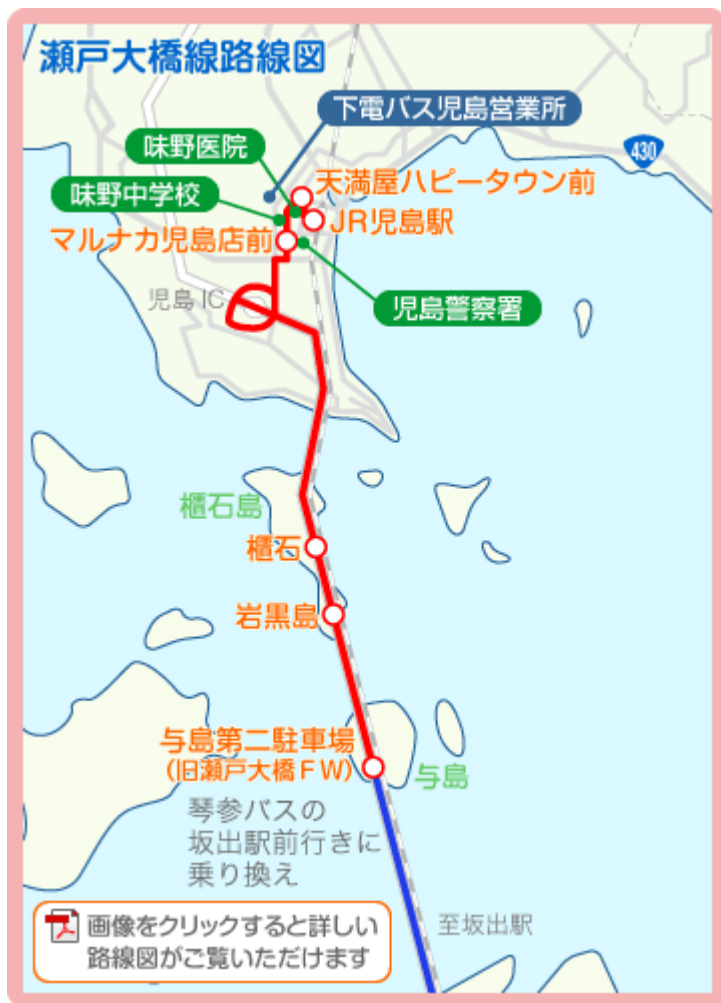 瀬戸大橋線路線図
下電バス児島営業所
味野医院
430
味野中学校
天満屋ハピータウン前
JR児島駅
マルナカ児島店前
児島IC
児島警察署
櫃石島
櫃石
岩黒島
与島第二駐車場
(旧瀬戸大橋FW)
与島
琴参バスの
坂出駅前行きに
乗り換え
至坂出駅
画像をクリックすると詳しい
路線図がご覧いただけます